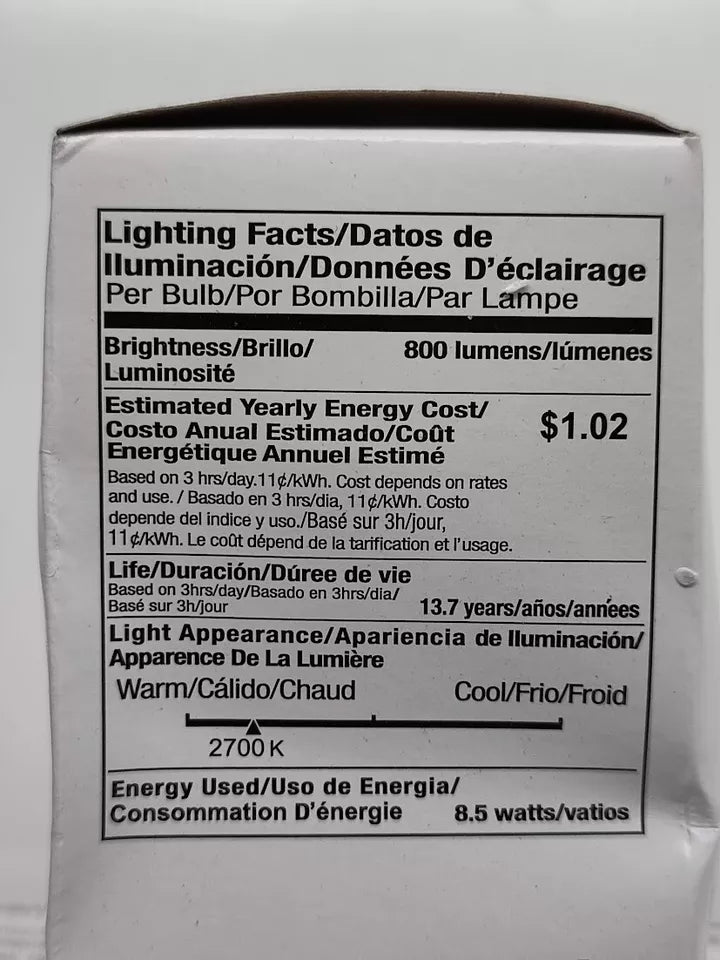 Lighting Facts/Datos de
Iluminación/Données D'éclairage
Per Bulb/Por Bombilla/Par Lampe
Brightness/Brillo/
Luminosité
800 lumens/lúmenes
Estimated Yearly Energy Cost/
Costo Anual Estimado/Coût
Energétique Annuel Estimé
$1.02
Based on 3 hrs/day.11¢/kWh. Cost depends on rates
and use. / Basado en 3 hrs/dia, 11¢/kWh. Costo
depende del indice y uso./Basé sur 3h/jour,
11¢/kWh. Le coût dépend de la tarification et l'usage.
Life/Duración/Dúree de vie
Based on 3hrs/day/Basado en 3hrs/dia/
Basé sur 3h/jour
13.7 years/años/années
Light Appearance/Apariencia de Iluminación/
Apparence De La Lumière
Warm/Cálido/Chaud Cool/Frio/Froid
2700 K
Energy Used/Uso de Energia/
Consommation D'énergie
8.5 watts/vatios